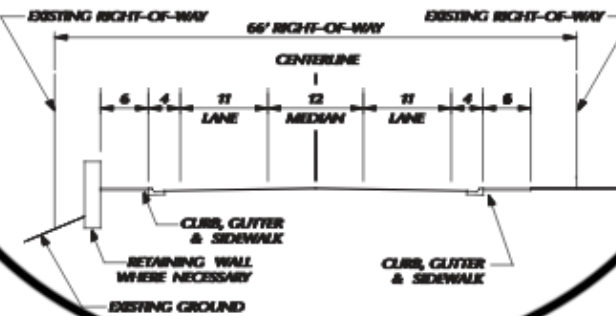 EXISTING RIGHT-OF-WAY
EXISTING RIGHT-OF-WAY
66' RIGHT-OF-WAY
CENTERLINE
6 4 11 12 11 4 6
LANE MEDIAN LANE
CURB, GUTTER
& SIDEWALK
RETAINING WALL
WHERE NECESSARY
CURB, GUTTER
& SIDEWALK
EXISTING GROUND